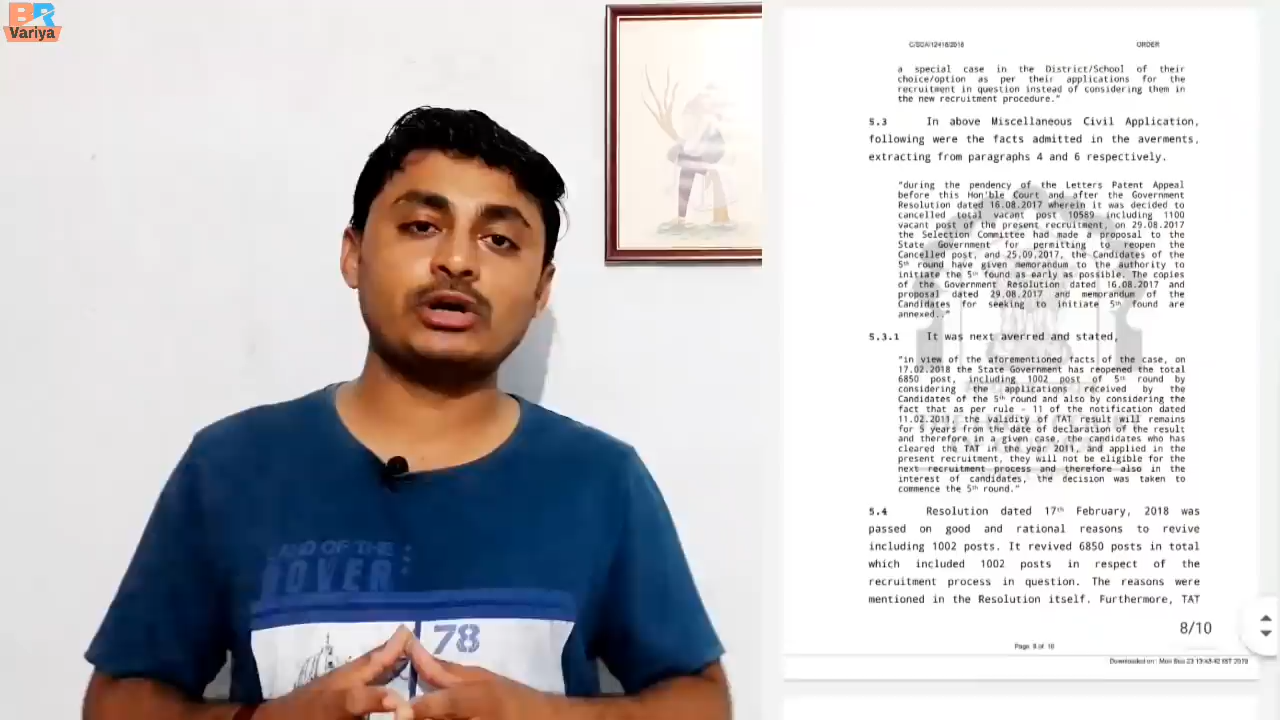 BR
Variya
AND OF THE
ROVER
78
C/SCA/12418/2018 ORDER
a special case in the District/School of their
choice/option as per their applications for the
recruitment in question instead of considering them in
the new recruitment procedure."
5.3 In above Miscellaneous Civil Application,
following were the facts admitted in the averments,
extracting from paragraphs 4 and 6 respectively.
"during the pendency of the Letters Patent Appeal
before this Hon'ble Court and after the Government
Resolution dated 16.08.2017 wherein it was decided to
cancelled total vacant post 10589 including 1100
vacant post of the present recruitment, on 29.08.2017
the Selection Committee had made a proposal to the
State Government for permitting to reopen the
Cancelled post, and 25.09.2017, the Candidates of the
5th round have given memorandum to the authority to
initiate the 5th found as early as possible. The copies
of the Government Resolution dated 16.08.2017 and
proposal dated 29.08.2017 and memorandum of the
Candidates for seeking to initiate 5th found are
annexed.."
5.3.1 It was next averred and stated,
"in view of the aforementioned facts of the case, on
17.02.2018 the State Government has reopened the total
6850 post, including 1002 post of 5th round by
considering the applications received by the
Candidates of the 5th round and also by considering the
fact that as per rule - 11 of the notification dated
11.02.2011, the validity of TAT result will remains
for 5 years from the date of declaration of the result
and therefore in a given case, the candidates who has
cleared the TAT in the year 2011, and applied in the
present recruitment, they will not be eligible for the
next recruitment process and therefore also in the
interest of candidates, the decision was taken to
commence the 5th round."
5.4 Resolution dated 17th February, 2018 was
passed on good and rational reasons to revive
including 1002 posts. It revived 6850 posts in total
which included 1002 posts in respect of the
recruitment process in question. The reasons were
mentioned in the Resolution itself. Furthermore, TAT
8/10
Page 8 of 10
Downloaded on : Mon Dec 23 IST 2019